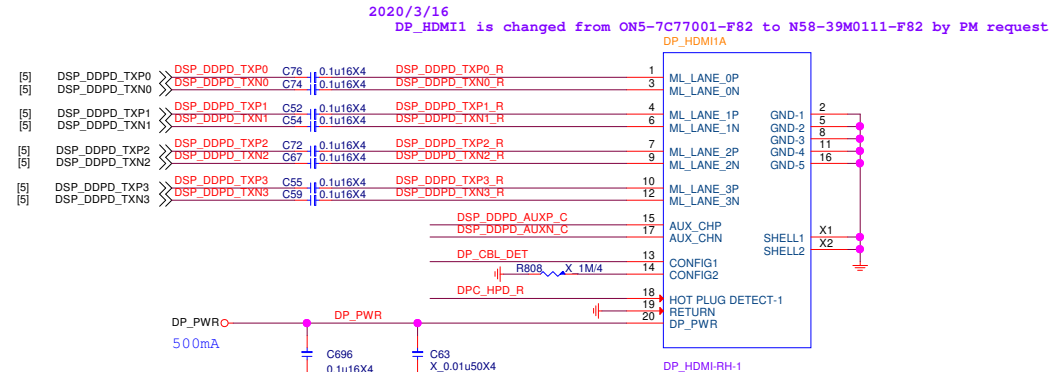 2020/3/16
DP_HDMI1 is changed from ON5-7C77001-F82 to N58-39M0111-F82 by PM request
DP_HDMI1A
[5] DSP_DDPD_TXP0 DSP_DDPD_TXP0 C76 0.1u16X4 DSP_DDPD_TXP0_R 1 ML_LANE_0P
[5] DSP_DDPD_TXN0 DSP_DDPD_TXN0 C74 0.1u16X4 DSP_DDPD_TXN0_R 3 ML_LANE_0N
[5] DSP_DDPD_TXP1 DSP_DDPD_TXP1 C52 0.1u16X4 DSP_DDPD_TXP1_R 4 ML_LANE_1P GND-1 2
[5] DSP_DDPD_TXN1 DSP_DDPD_TXN1 C54 0.1u16X4 DSP_DDPD_TXN1_R 6 ML_LANE_1N GND-2 5
GND-3 8
[5] DSP_DDPD_TXP2 DSP_DDPD_TXP2 C72 0.1u16X4 DSP_DDPD_TXP2_R 7 ML_LANE_2P GND-4 11
[5] DSP_DDPD_TXN2 DSP_DDPD_TXN2 C67 0.1u16X4 DSP_DDPD_TXN2_R 9 ML_LANE_2N GND-5 16
[5] DSP_DDPD_TXP3 DSP_DDPD_TXP3 C55 0.1u16X4 DSP_DDPD_TXP3_R 10 ML_LANE_3P
[5] DSP_DDPD_TXN3 DSP_DDPD_TXN3 C59 0.1u16X4 DSP_DDPD_TXN3_R 12 ML_LANE_3N
DSP_DDPD_AUXP_C 15 AUX_CHP
DSP_DDPD_AUXN_C 17 AUX_CHN SHELL1 X1
SHELL2 X2
DP_CBL_DET 13 CONFIG1
R808 X_1M/4 14 CONFIG2
DPC_HPD_R 18 HOT PLUG DETECT-1
19 RETURN
DP_PWR DP_PWR 20 DP_PWR
500mA
C696 C63
0.1u16X4 X_0.01u50X4
DP_HDMI-RH-1